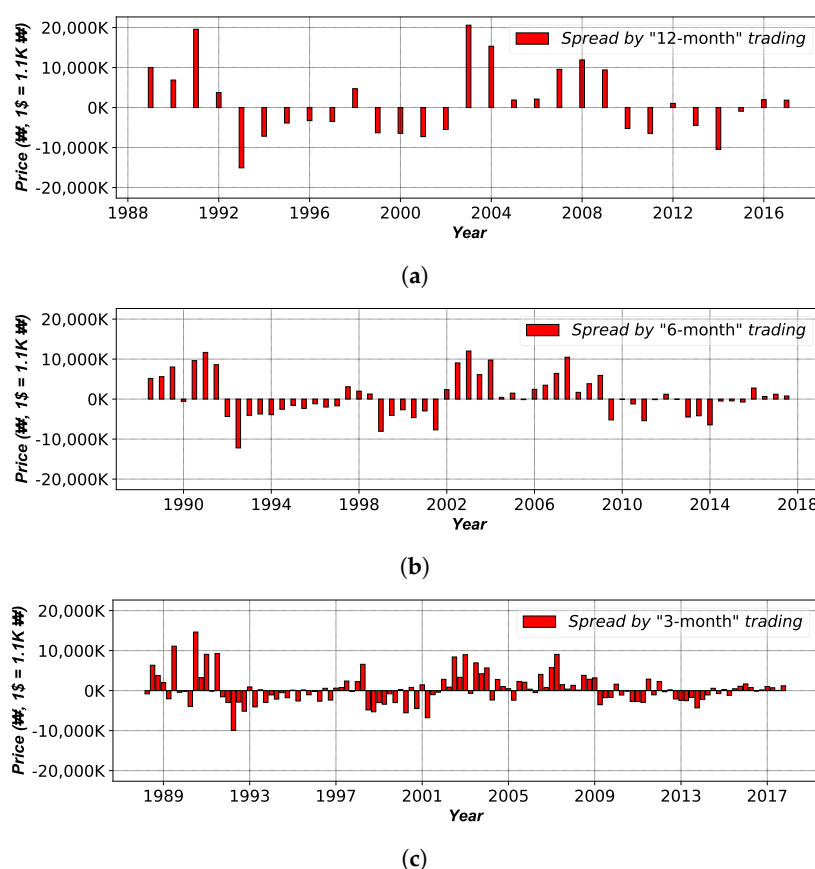 20,000K
10,000K
0K
-10,000K
-20,000K
Price (₩, 1$ = 1.1K ₩)
Spread by "12-month" trading
1988 1992 1996 2000 2004 2008 2012 2016
Year
(a)
20,000K
10,000K
0K
-10,000K
-20,000K
Price (₩, 1$ = 1.1K ₩)
Spread by "6-month" trading
1990 1994 1998 2002 2006 2010 2014 2018
Year
(b)
20,000K
10,000K
0K
-10,000K
-20,000K
Price (₩, 1$ = 1.1K ₩)
Spread by "3-month" trading
1989 1993 1997 2001 2005 2009 2013 2017
Year
(c)